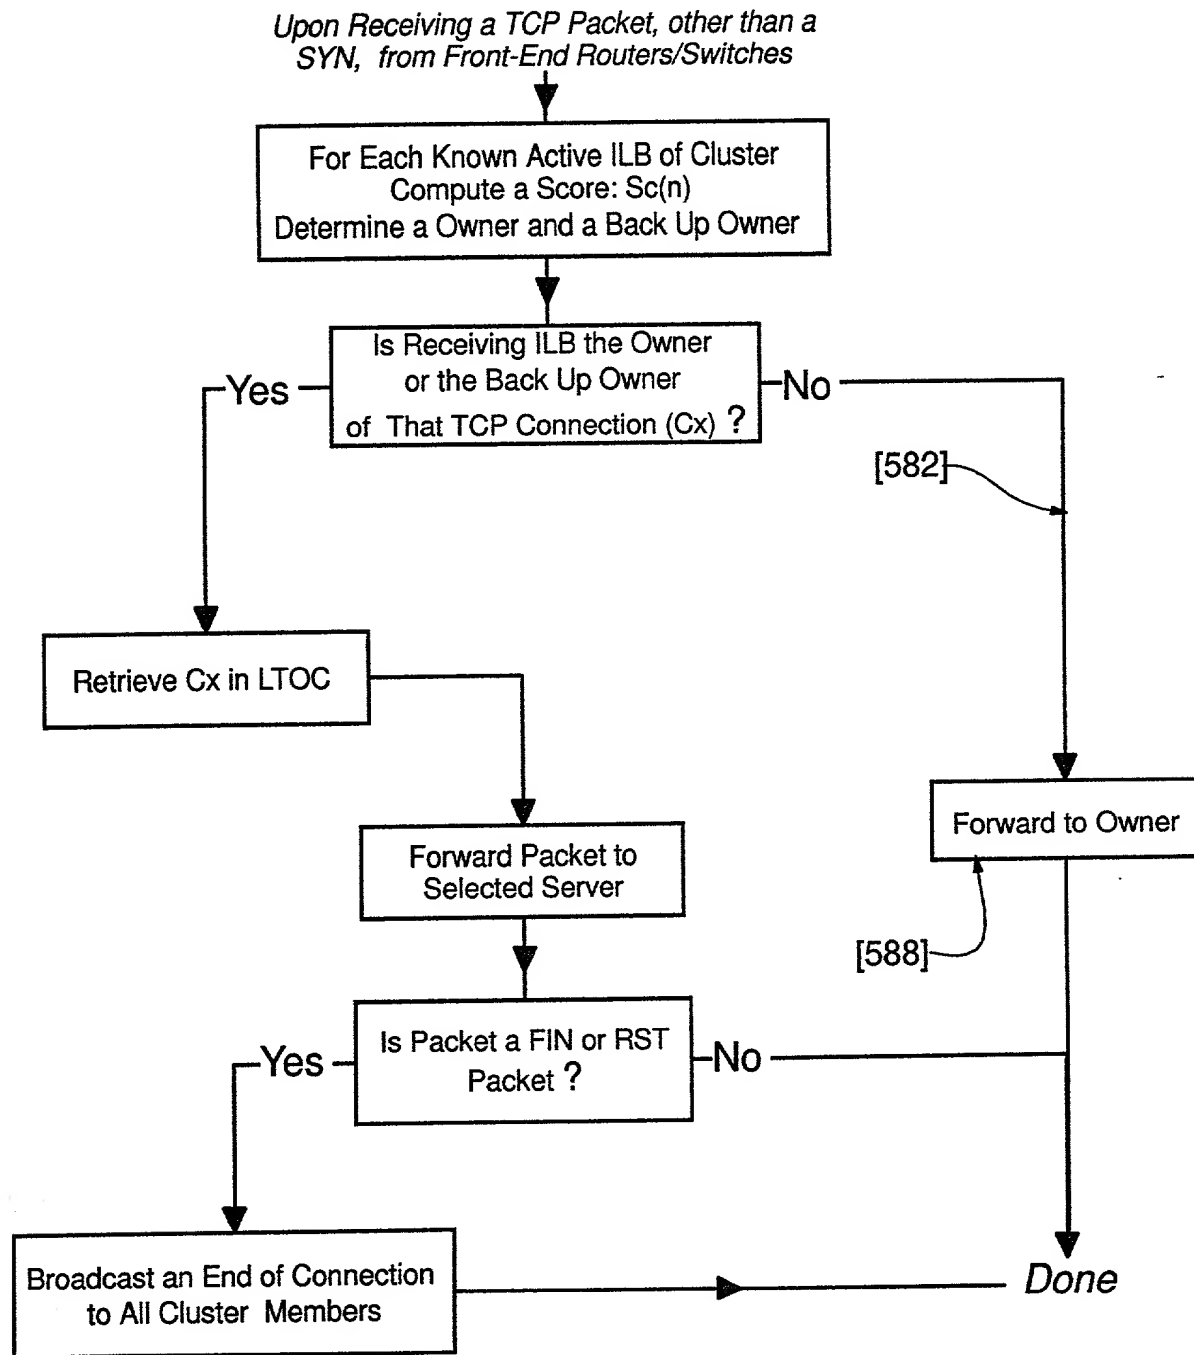 Upon Receiving a TCP Packet, other than a
SYN, from Front-End Routers/Switches
For Each Known Active ILB of Cluster
Compute a Score: Sc(n)
Determine a Owner and a Back Up Owner
Is Receiving ILB the Owner
or the Back Up Owner
of That TCP Connection (Cx) ?
Yes
No
[582]
Retrieve Cx in LTOC
Forward to Owner
Forward Packet to
Selected Server
[588]
Is Packet a FIN or RST
Packet ?
Yes
No
Broadcast an End of Connection
to All Cluster Members
Done